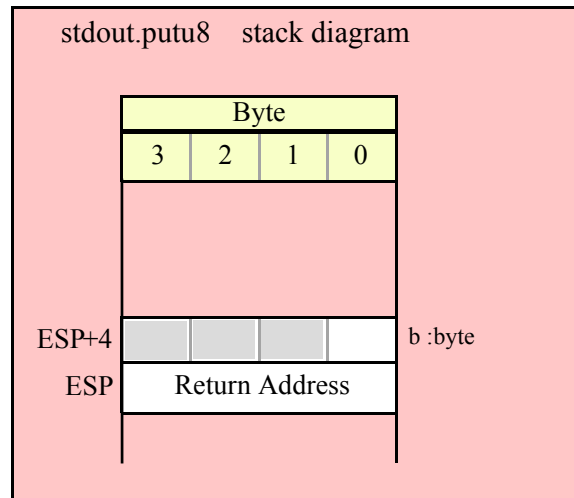 stdout.putu8 stack diagram
Byte
3 2 1 0
ESP+4 b :byte
ESP Return Address